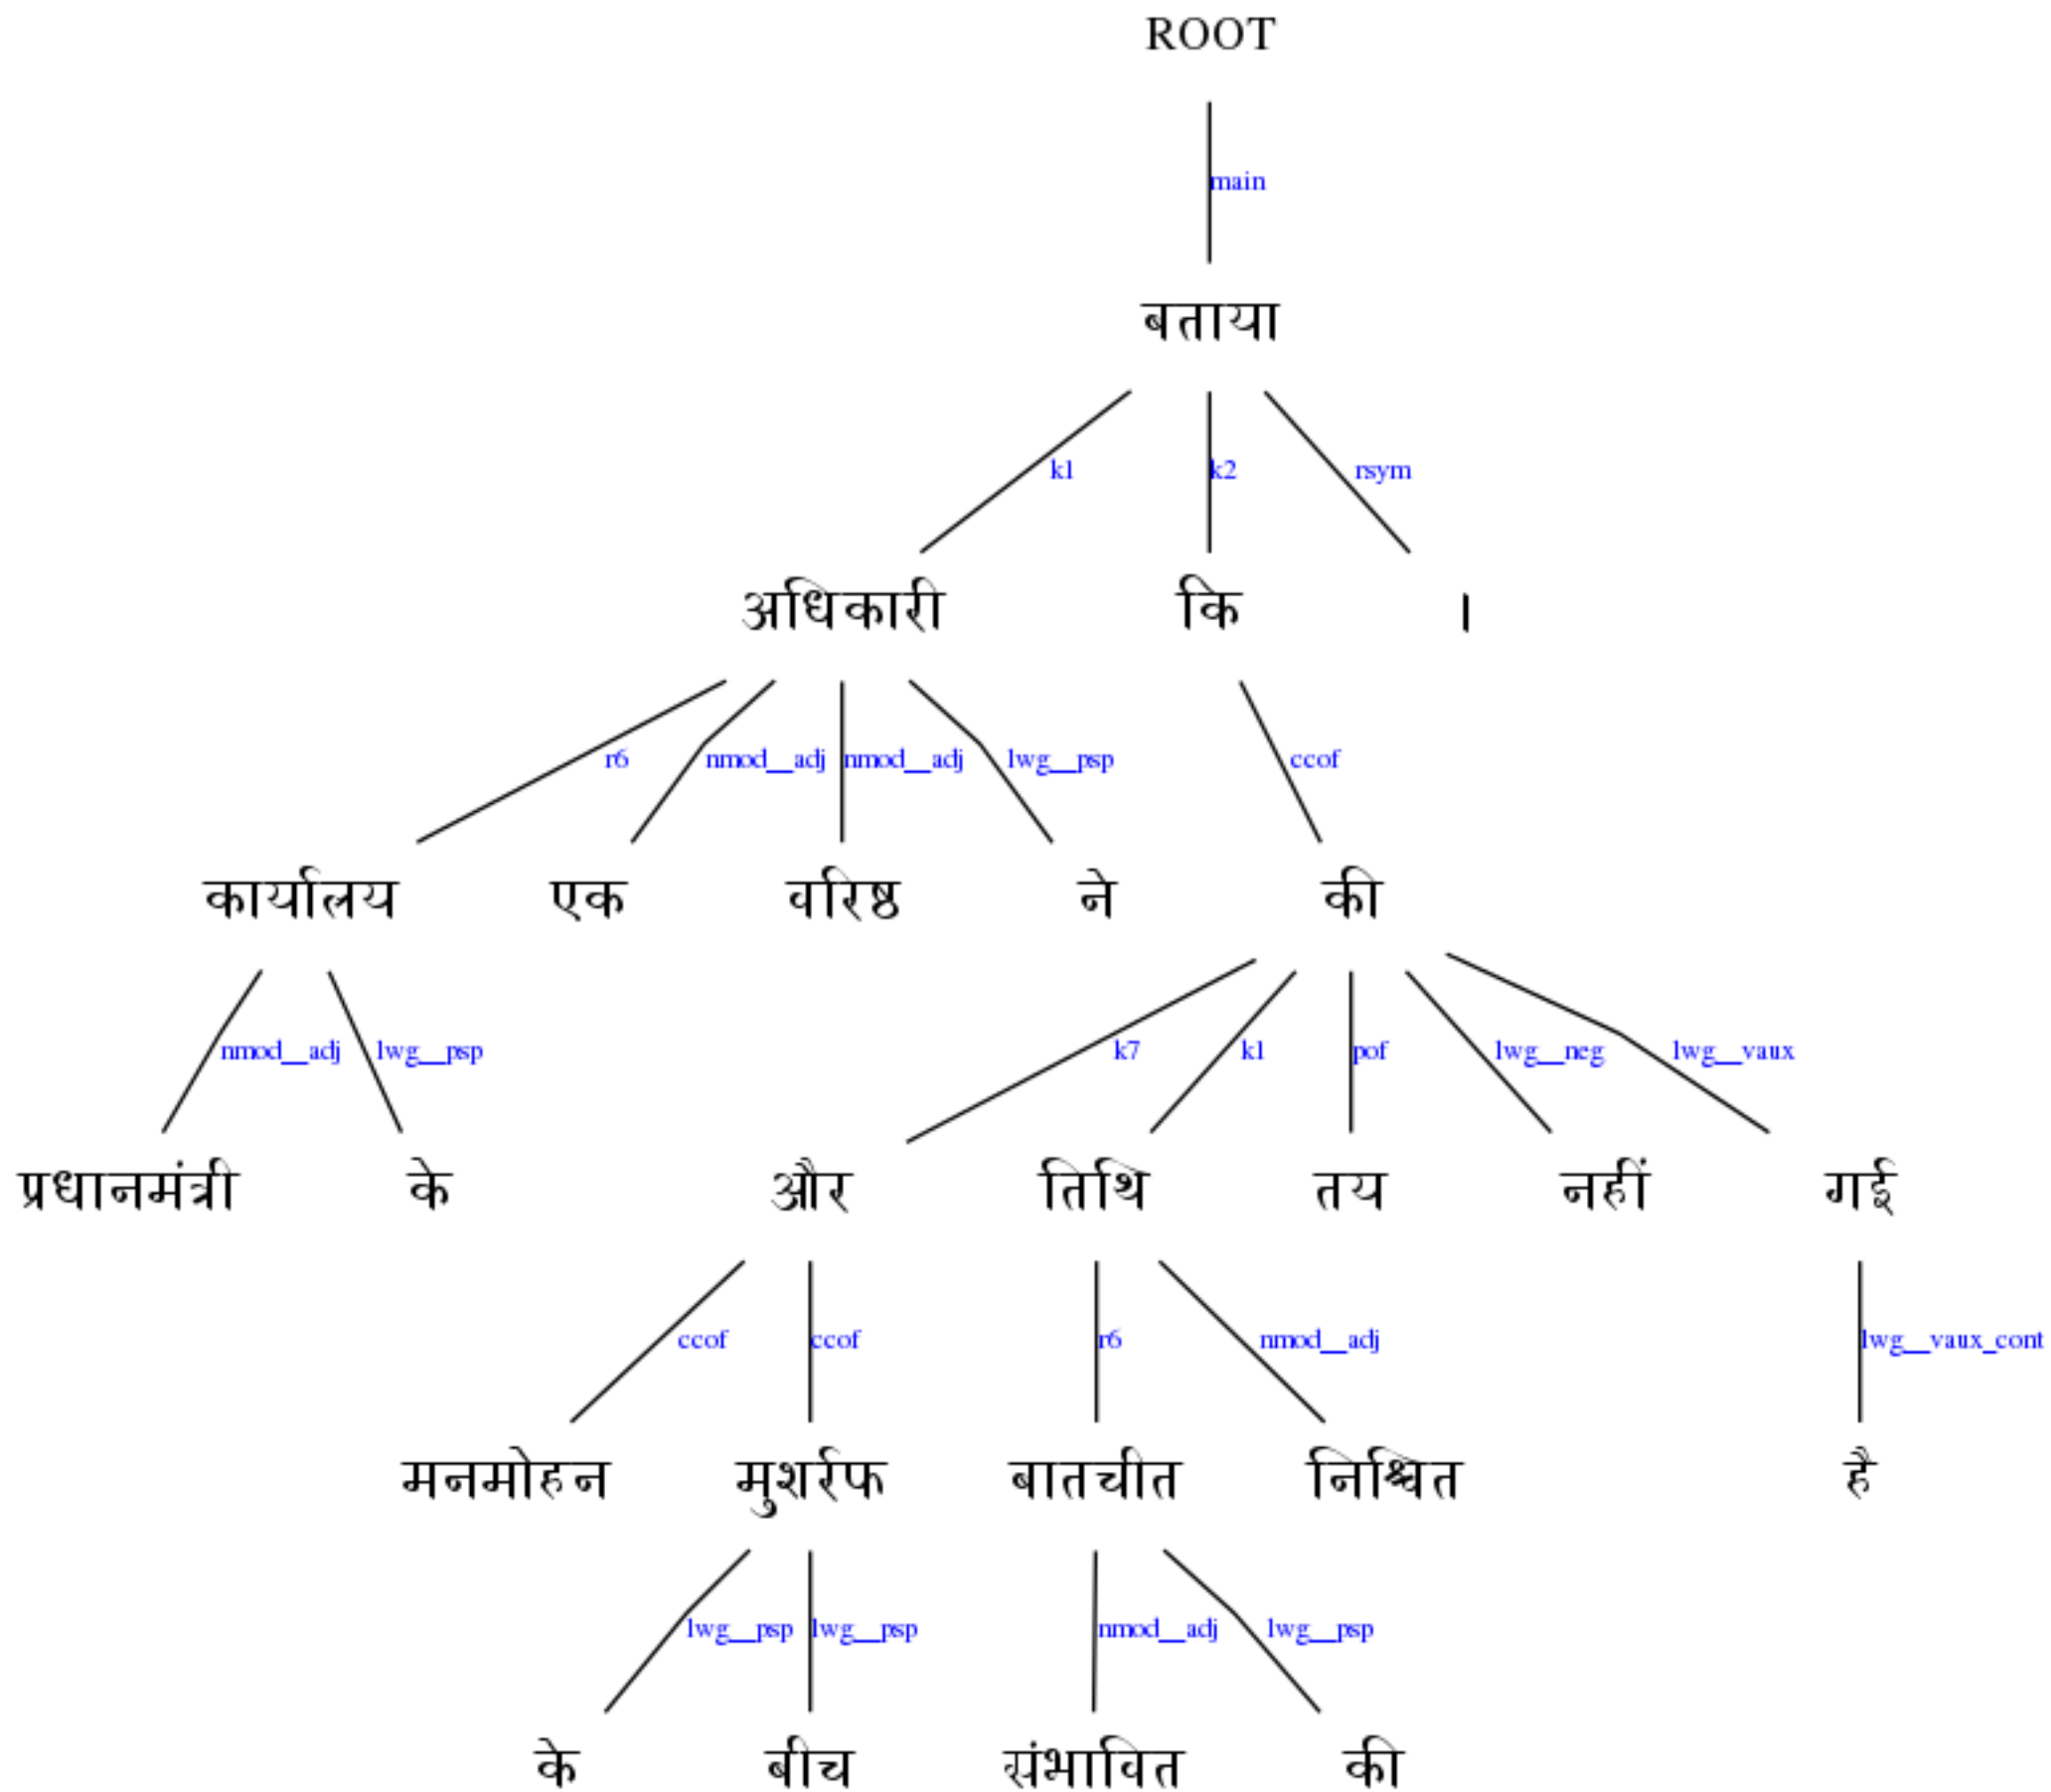 ROOT
main
बताया
k1 k2 rsym
अधिकारी कि ।
r6 nmod__adj nmod__adj lwg__psp ccof
कार्यालय एक वरिष्ठ ने की
nmod__adj lwg__psp k7 k1 pof lwg__neg lwg__vaux
प्रधानमंत्री के और तिथि तय नहीं गई
ccof ccof r6 nmod__adj lwg__vaux_cont
मनमोहन मुशर्रफ बातचीत निश्चित है
lwg__psp lwg__psp nmod__adj lwg__psp
के बीच संभावित की